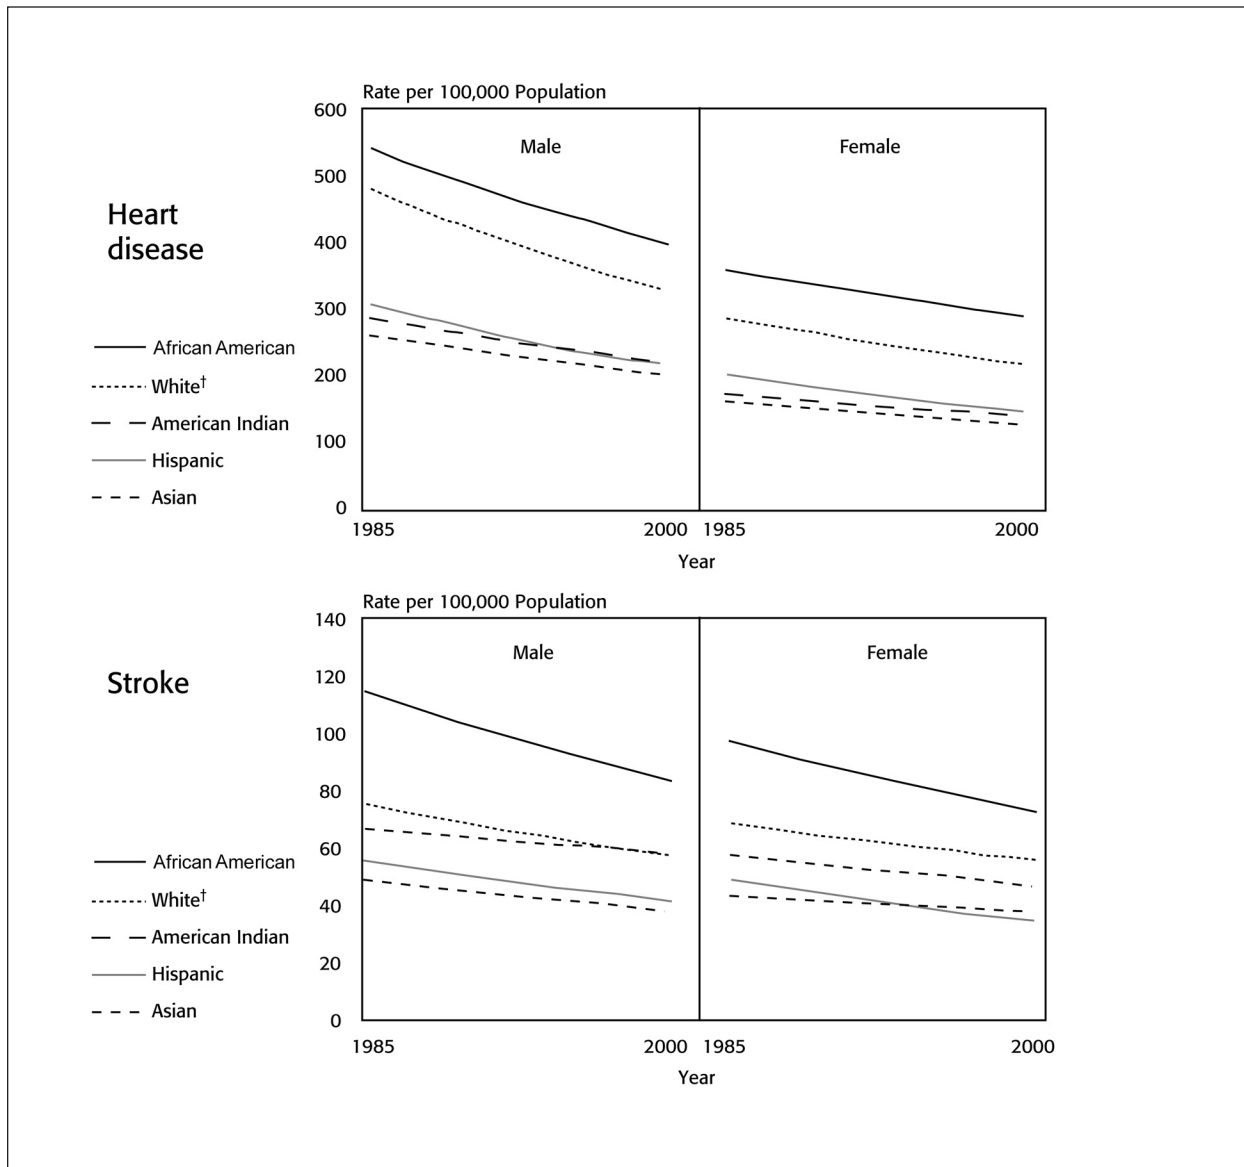 Rate per 100,000 Population
600
500
400
300
200
100
0
Male
Female
Heart
disease
African American
White†
American Indian
Hispanic
Asian
1985
2000
1985
2000
Year
Rate per 100,000 Population
140
120
100
80
60
40
20
0
Male
Female
Stroke
African American
White†
American Indian
Hispanic
Asian
1985
2000
1985
2000
Year